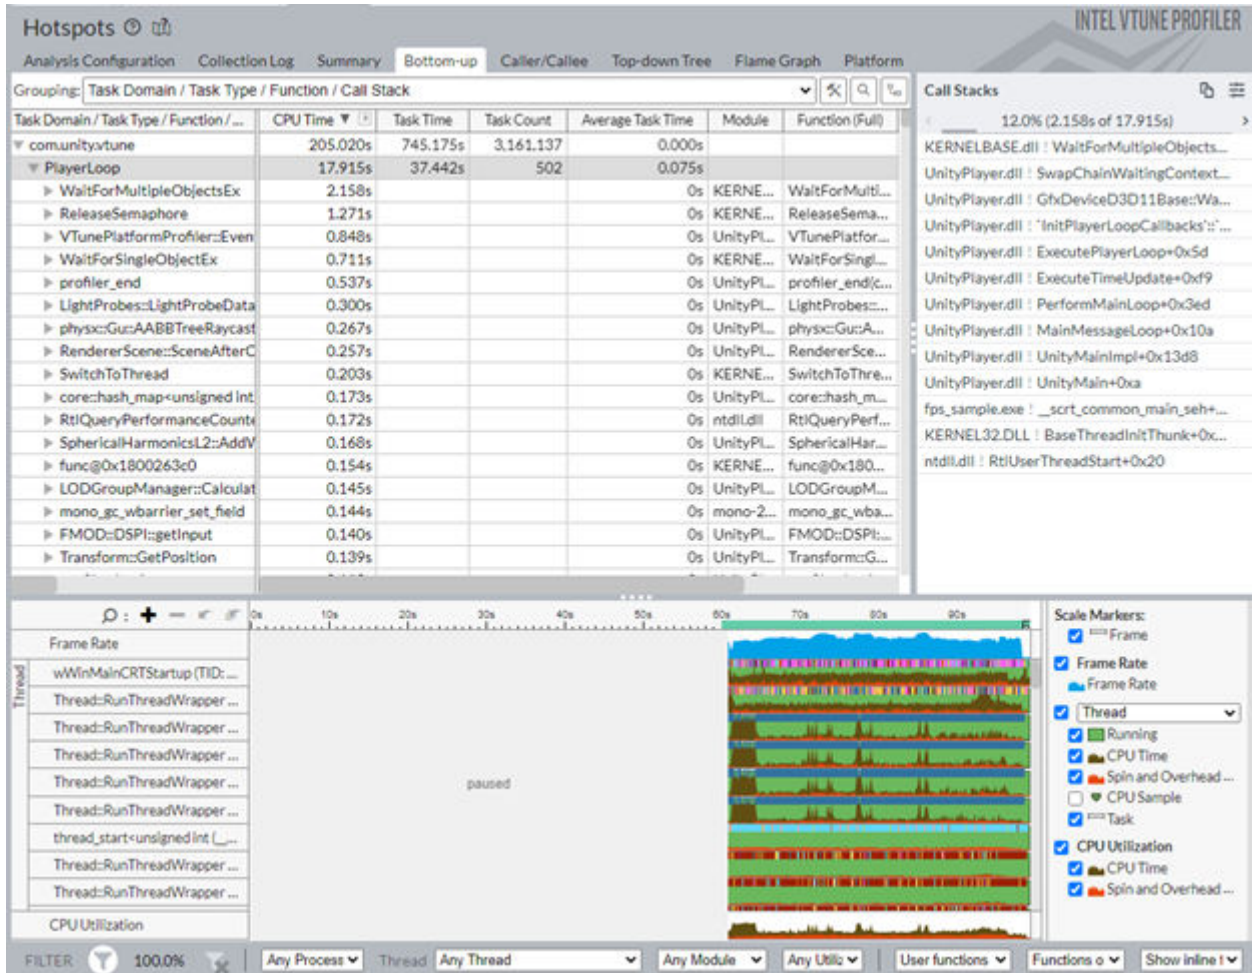 Hotspots
INTEL VTUNE PROFILER
Analysis Configuration Collection Log Summary Bottom-up Caller/Callee Top-down Tree Flame Graph Platform
Grouping: Task Domain / Task Type / Function / Call Stack
Task Domain / Task Type / Function / ... CPU Time ▼ Task Time Task Count Average Task Time Module Function (Full)
com.unity.vtune 205.020s 745.175s 3,161,137 0.000s
PlayerLoop 17.915s 37.442s 502 0.075s
WaitForMultipleObjectsEx 2.158s 0s KERNE... WaitForMulti...
ReleaseSemaphore 1.271s 0s KERNE... ReleaseSema...
VTunePlatformProfiler::Even 0.848s 0s UnityPl... VTunePlatfor...
WaitForSingleObjectEx 0.711s 0s KERNE... WaitForSingl...
profiler_end 0.537s 0s UnityPl... profiler_end(c...
LightProbes::LightProbeData 0.300s 0s UnityPl... LightProbes::...
physx::Gu::AABBTreeRaycast 0.267s 0s UnityPl... physx::Gu::A...
RendererScene::SceneAfterC 0.257s 0s UnityPl... RendererSce...
SwitchToThread 0.203s 0s KERNE... SwitchToThre...
core::hash_map<unsigned int 0.173s 0s UnityPl... core::hash_m...
RtlQueryPerformanceCounte 0.172s 0s ntdll.dll RtlQueryPerf...
SphericalHarmonicsL2::AddW 0.168s 0s UnityPl... SphericalHar...
func@0x1800263c0 0.154s 0s KERNE... func@0x180...
LODGroupManager::Calculat 0.145s 0s UnityPl... LODGroupM...
mono_gc_wbarrier_set_field 0.144s 0s mono-2... mono_gc_wba...
FMOD::DSPI::getInput 0.140s 0s UnityPl... FMOD::DSPI:...
Transform::GetPosition 0.139s 0s UnityPl... Transform::G...
Call Stacks
12.0% (2.158s of 17.915s)
KERNELBASE.dll ! WaitForMultipleObjects...
UnityPlayer.dll ! SwapChainWaitingContext...
UnityPlayer.dll ! GfxDeviceD3D11Base::Wa...
UnityPlayer.dll ! `InitPlayerLoopCallbacks'::`...
UnityPlayer.dll ! ExecutePlayerLoop+0x5d
UnityPlayer.dll ! ExecuteTimeUpdate+0xf9
UnityPlayer.dll ! PerformMainLoop+0x3ed
UnityPlayer.dll ! MainMessageLoop+0x10a
UnityPlayer.dll ! UnityMainImpl+0x13d8
UnityPlayer.dll ! UnityMain+0xa
fps_sample.exe ! __scrt_common_main_seh+...
KERNEL32.DLL ! BaseThreadInitThunk+0x...
ntdll.dll ! RtlUserThreadStart+0x20
0s 10s 20s 30s 40s 50s 60s 70s 80s 90s
Frame Rate
Thread
wWinMainCRTStartup (TID: ...
Thread::RunThreadWrapper ...
Thread::RunThreadWrapper ...
Thread::RunThreadWrapper ...
Thread::RunThreadWrapper ...
Thread::RunThreadWrapper ...
thread_start<unsigned int (__...
Thread::RunThreadWrapper ...
Thread::RunThreadWrapper ...
CPU Utilization
paused
Scale Markers:
Frame
Frame Rate
Frame Rate
Thread
Running
CPU Time
Spin and Overhead ...
CPU Sample
Task
CPU Utilization
CPU Time
Spin and Overhead ...
FILTER 100.0% Any Process Thread Any Thread Any Module Any Utiliz User functions Functions o Show inline f